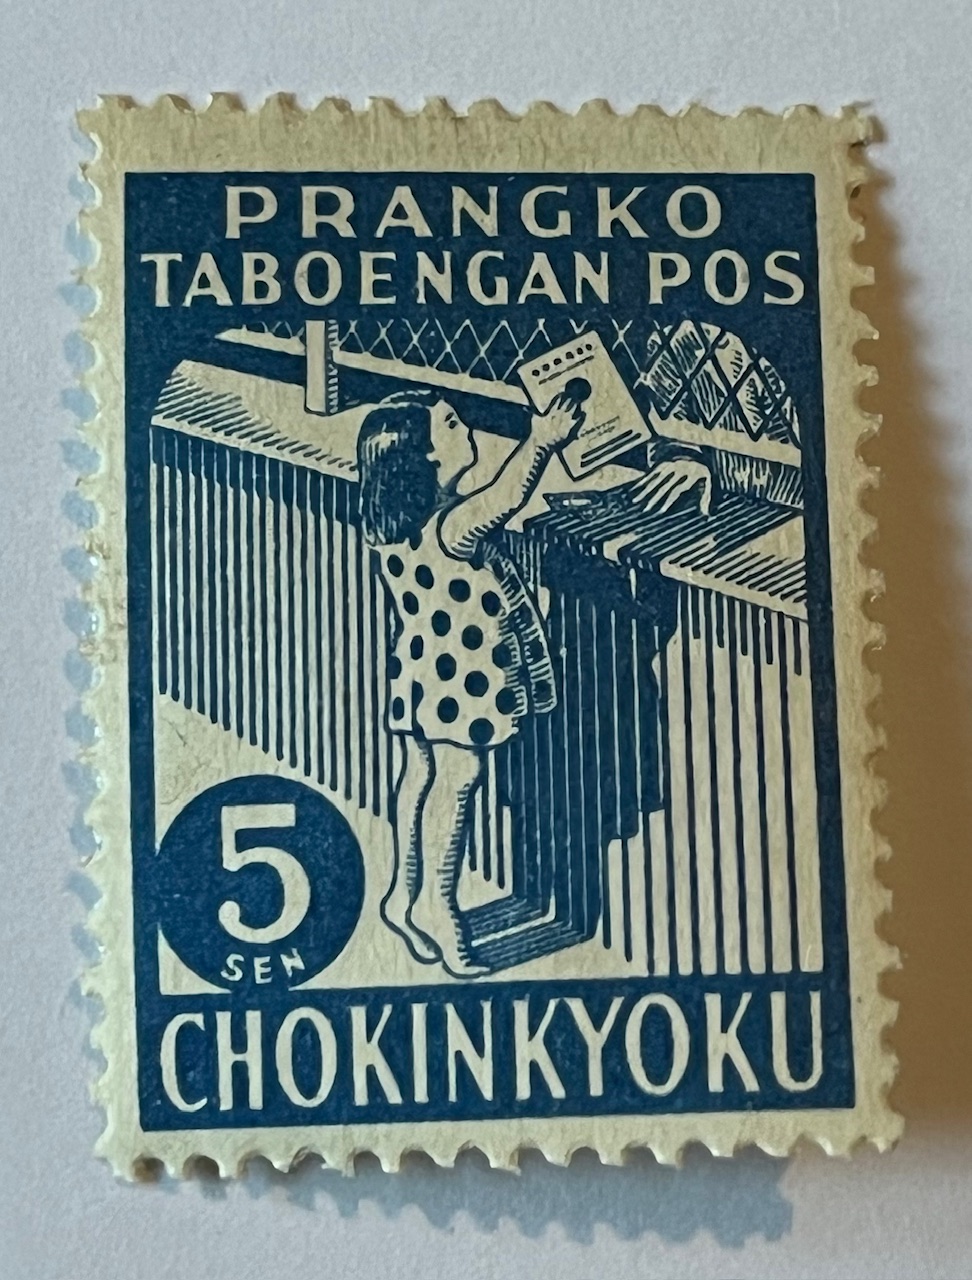 PRANGKO
TABOENGAN POS
5
SEN
CHOKINKYOKU